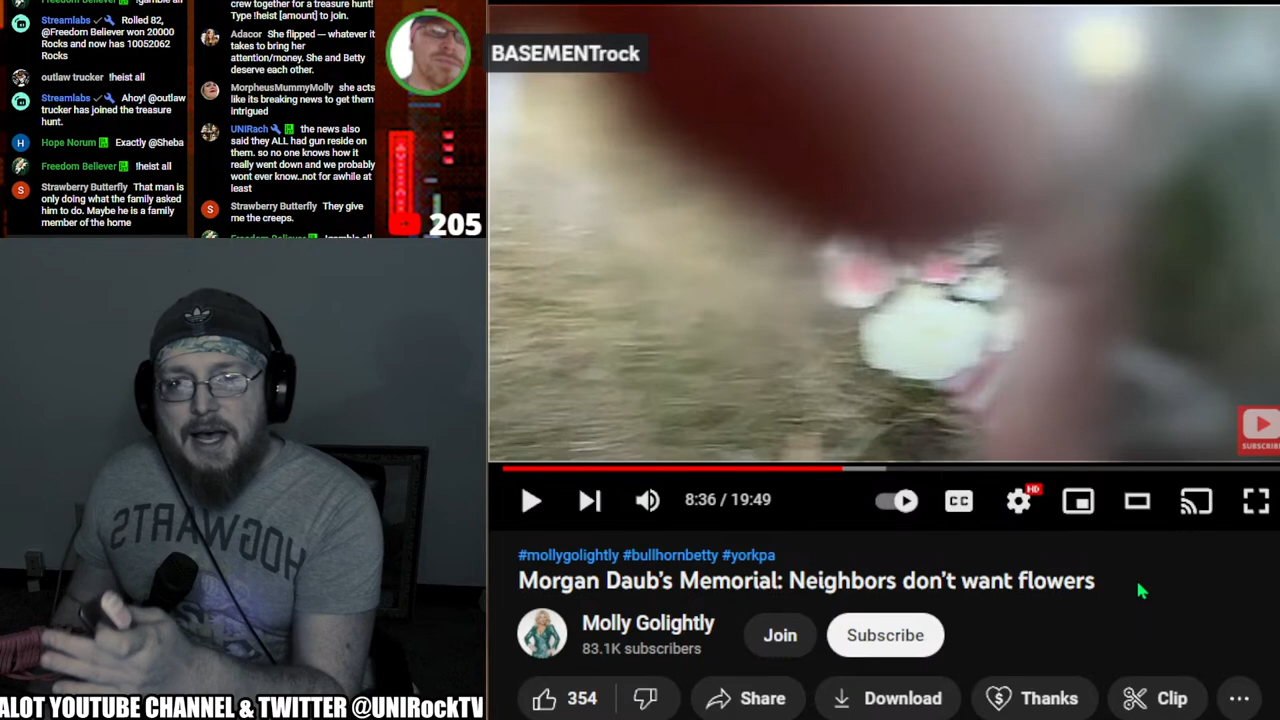 Streamlabs Rolled 82,
@Freedom Believer won 20000
Rocks and now has 10052062
Rocks
outlaw trucker !heist all
Streamlabs Ahoy! @outlaw
trucker has joined the treasure
hunt.
Hope Norum Exactly @Sheba
Freedom Believer !heist all
Strawberry Butterfly That man is
only doing what the family asked
him to do. Maybe he is a family
member of the home
crew together for a treasure hunt!
Type !heist [amount] to join.
Adacor She flipped — whatever it
takes to bring her
attention/money. She and Betty
deserve each other.
MorpheusMummyMolly she acts
like its breaking news to get them
intrigued
UNIRach the news also
said they ALL had gun reside on
them. so no one knows how it
really went down and we probably
wont ever know..not for awhile at
least
Strawberry Butterfly They give
me the creeps.
205
BASEMENTrock
HOGWARTS
SUBSCRIBE
8:36 / 19:49
CC
HD
#mollygolightly #bullhornbetty #yorkpa
Morgan Daub's Memorial: Neighbors don't want flowers
Molly Golightly
83.1K subscribers
Join
Subscribe
354
Share
Download
Thanks
Clip
ALOT YOUTUBE CHANNEL & TWITTER @UNIRockTV